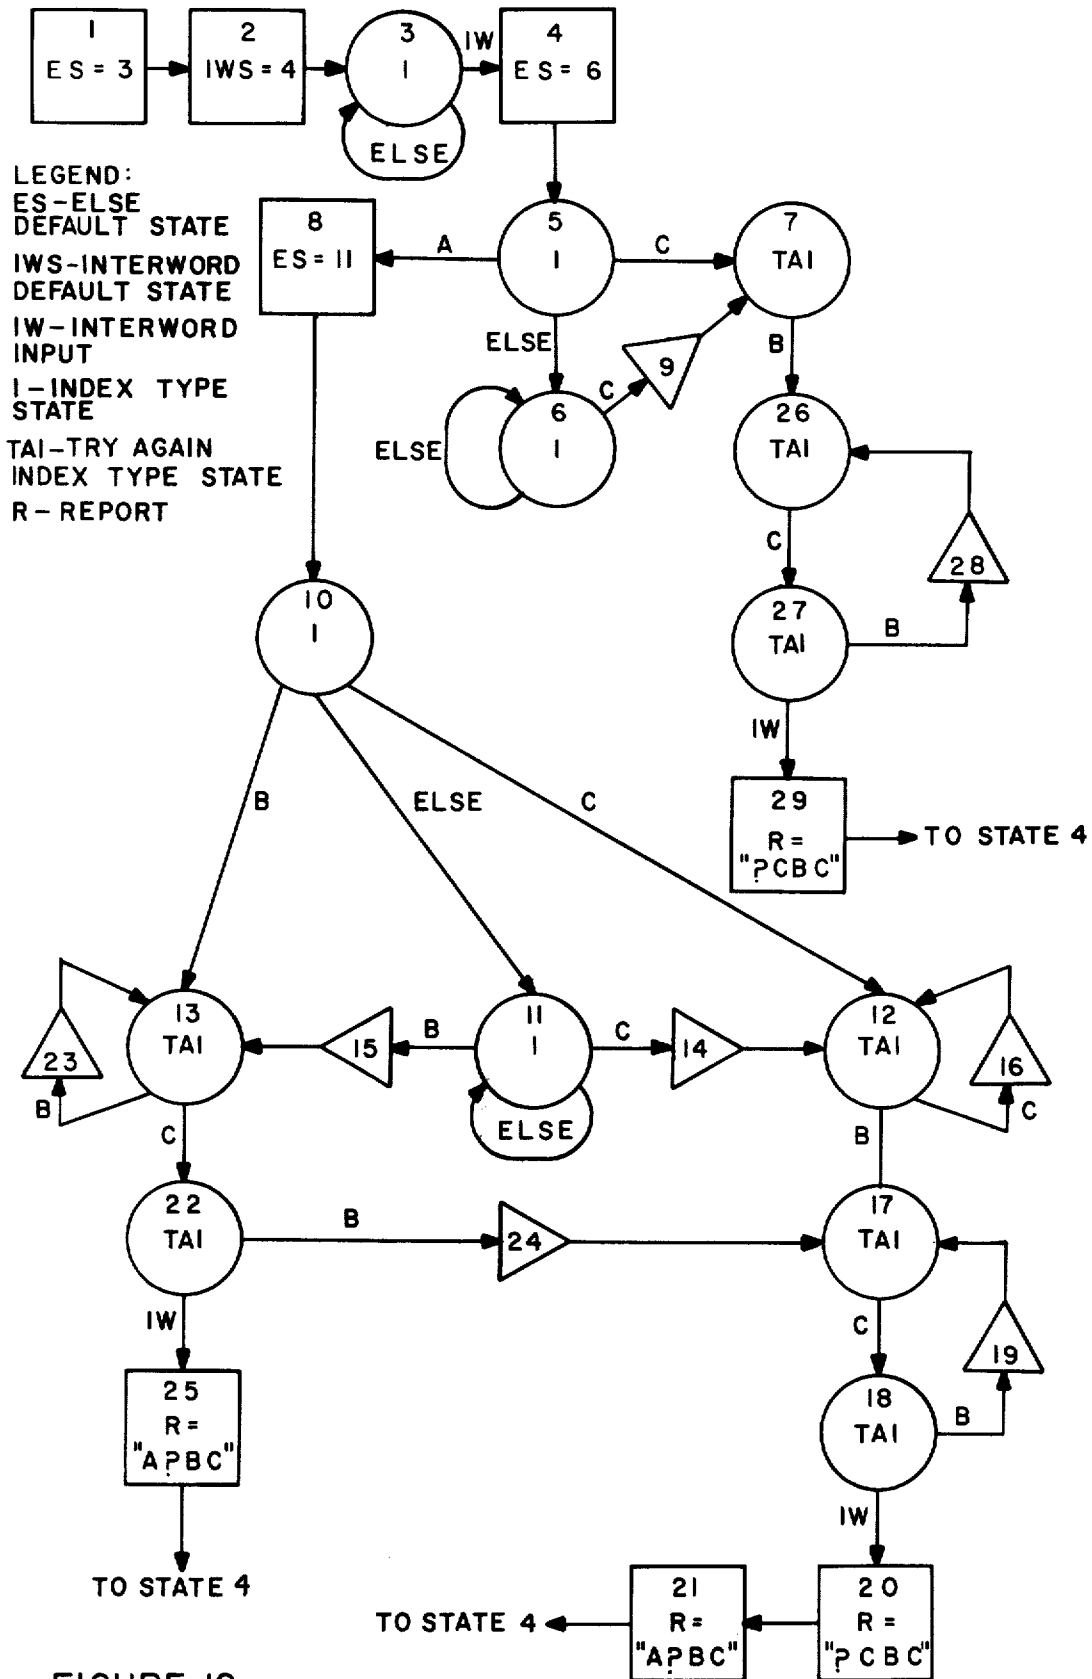 1
ES = 3
2
IWS = 4
3
I
IW
4
ES = 6
ELSE
LEGEND:
ES-ELSE
DEFAULT STATE
IWS-INTERWORD
DEFAULT STATE
IW-INTERWORD
INPUT
I-INDEX TYPE
STATE
TAI-TRY AGAIN
INDEX TYPE STATE
R-REPORT
8
ES = 11
A
5
I
C
7
TAI
ELSE
C
9
B
6
I
ELSE
26
TAI
C
28
27
TAI
B
IW
29
R =
"?CBC"
TO STATE 4
10
I
B
ELSE
C
13
TAI
23
B
15
B
11
I
C
14
12
TAI
16
C
ELSE
C
B
22
TAI
B
24
17
TAI
IW
C
19
25
R =
"A?BC"
18
TAI
B
IW
TO STATE 4
TO STATE 4
21
R =
"A?BC"
20
R =
"?CBC"